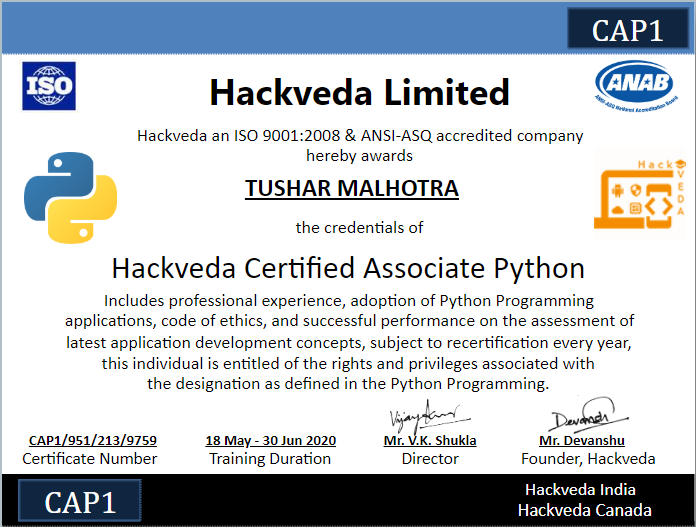 CAP1
ISO
Hackveda Limited
ANAB
ANSI-ASQ National Accreditation Board
Hackveda an ISO 9001:2008 & ANSI-ASQ accredited company
hereby awards
HackVEDA
TUSHAR MALHOTRA
the credentials of
Hackveda Certified Associate Python
Includes professional experience, adoption of Python Programming
applications, code of ethics, and successful performance on the assessment of
latest application development concepts, subject to recertification every year,
this individual is entitled of the rights and privileges associated with
the designation as defined in the Python Programming.
Vijay Kumar
Devansh
CAP1/951/213/9759 18 May - 30 Jun 2020 Mr. V.K. Shukla Mr. Devanshu
Certificate Number Training Duration Director Founder, Hackveda
CAP1
Hackveda India
Hackveda Canada